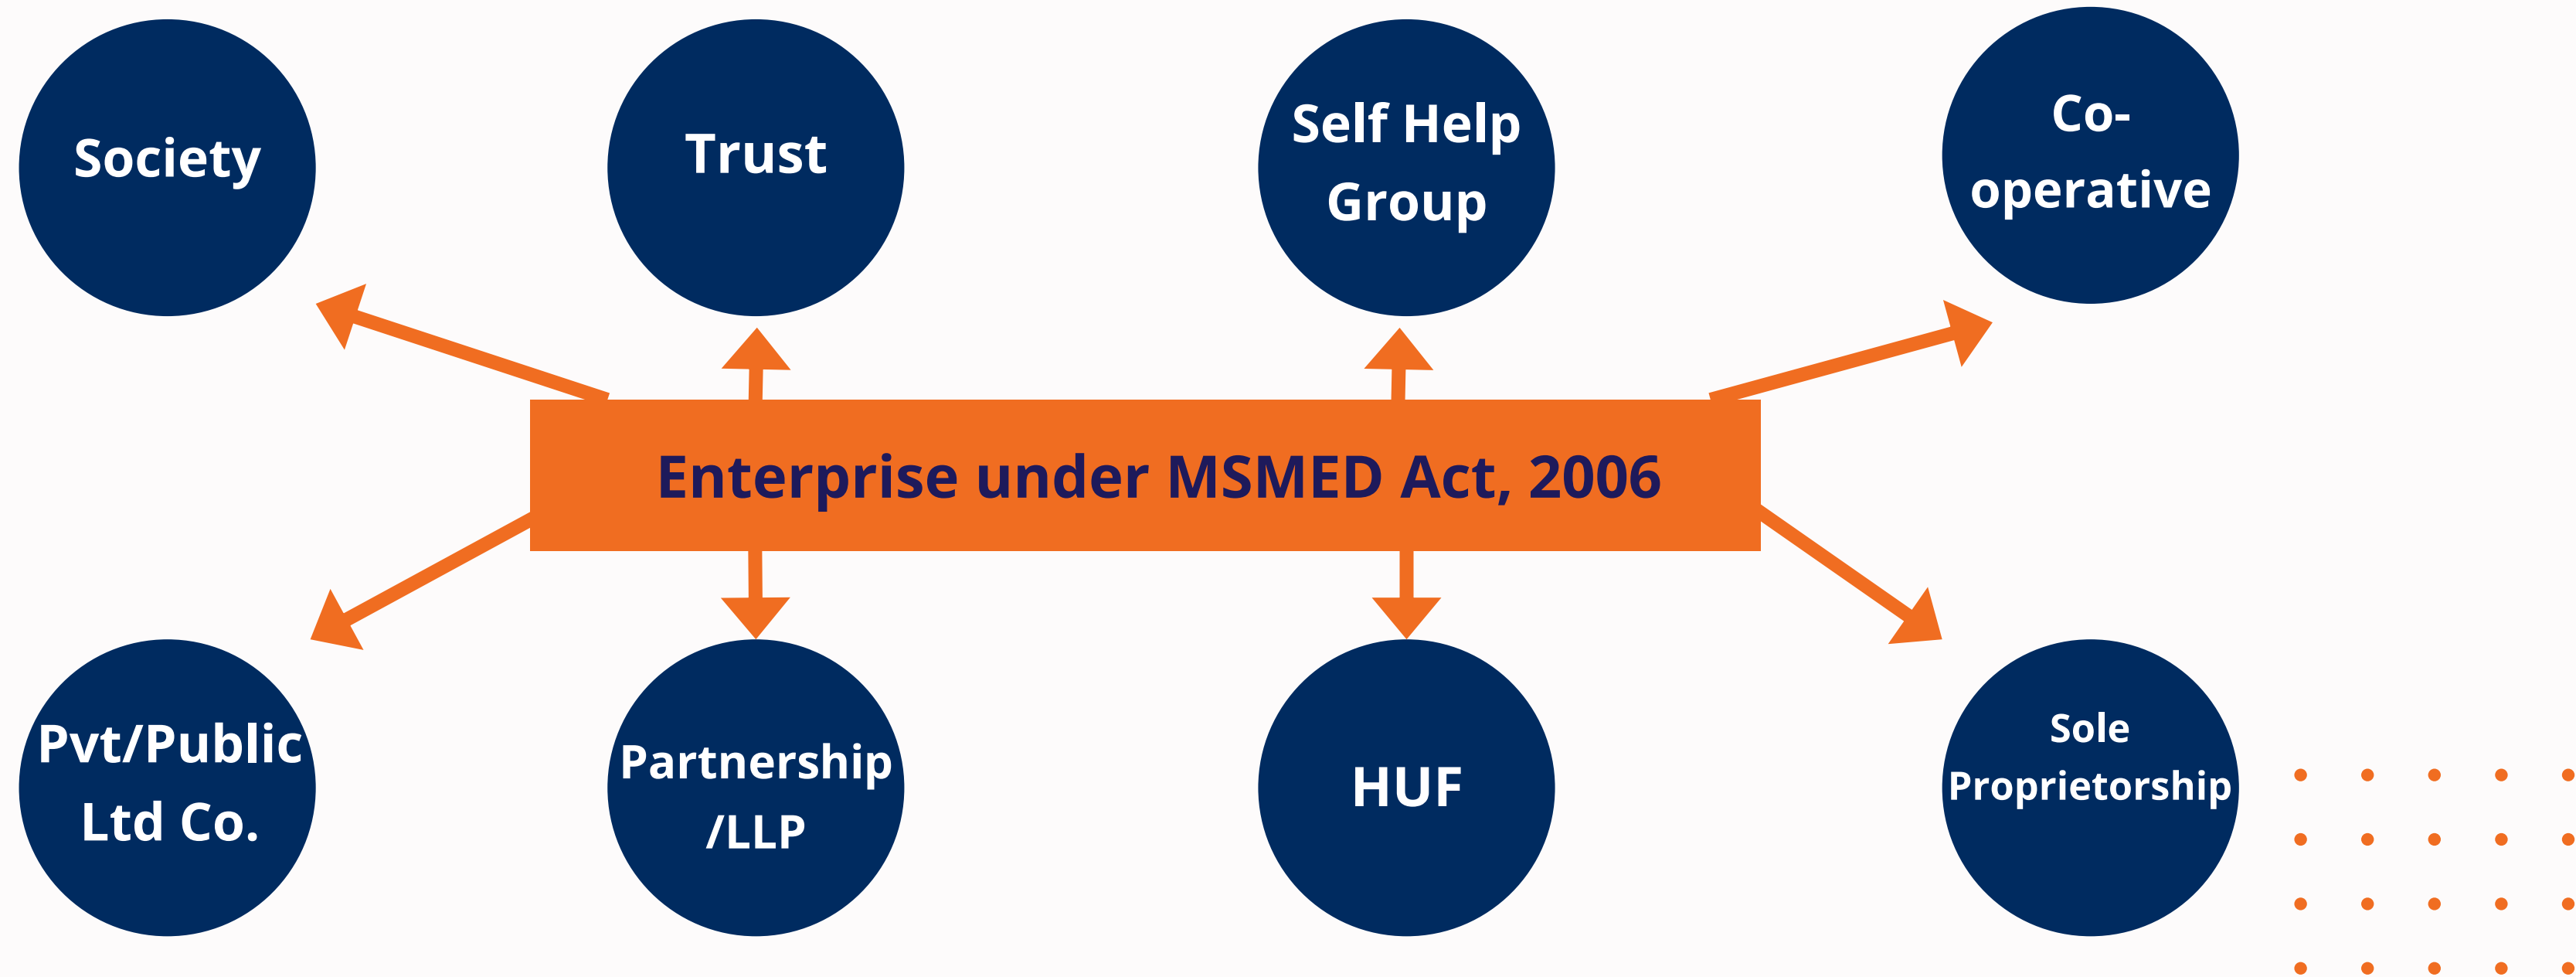 Society
Trust
Self Help
Group
Co-
operative
Enterprise under MSMED Act, 2006
Pvt/Public
Ltd Co.
Partnership
/LLP
HUF
Sole
Proprietorship